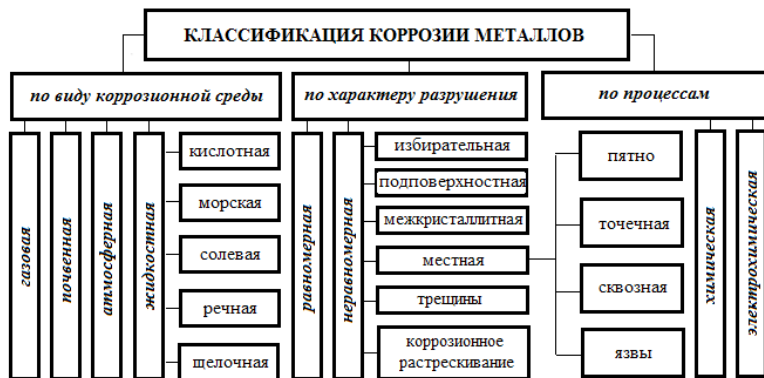 КЛАССИФИКАЦИЯ КОРРОЗИИ МЕТАЛЛОВ
по виду коррозионной среды
газовая
почвенная
атмосферная
жидкостная
кислотная
морская
солевая
речная
щелочная
по характеру разрушения
равномерная
неравномерная
избирательная
подповерхностная
межкристаллитная
местная
трещины
коррозионное
растрескивание
пятно
точечная
сквозная
язвы
по процессам
химическая
электрохимическая